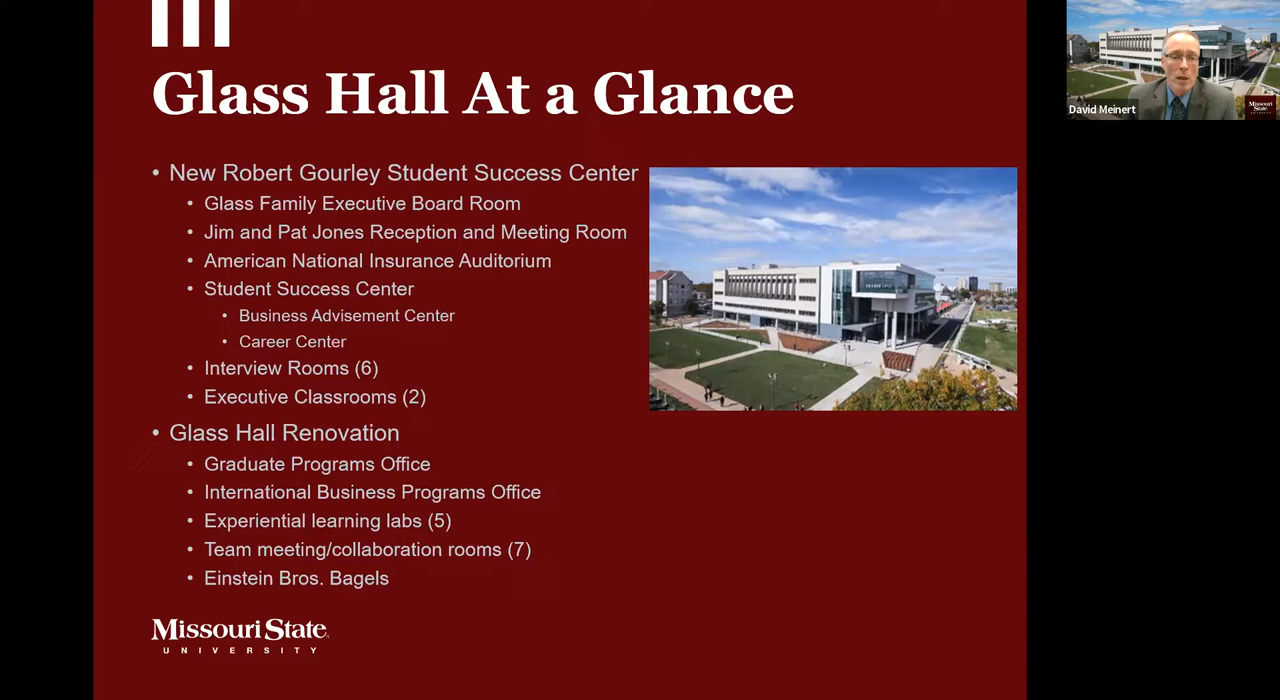 Glass Hall At a Glance
• New Robert Gourley Student Success Center
• Glass Family Executive Board Room
• Jim and Pat Jones Reception and Meeting Room
• American National Insurance Auditorium
• Student Success Center
• Business Advisement Center
• Career Center
• Interview Rooms (6)
• Executive Classrooms (2)
• Glass Hall Renovation
• Graduate Programs Office
• International Business Programs Office
• Experiential learning labs (5)
• Team meeting/collaboration rooms (7)
• Einstein Bros. Bagels
Missouri State
UNIVERSITY
David Meinert
Missouri State